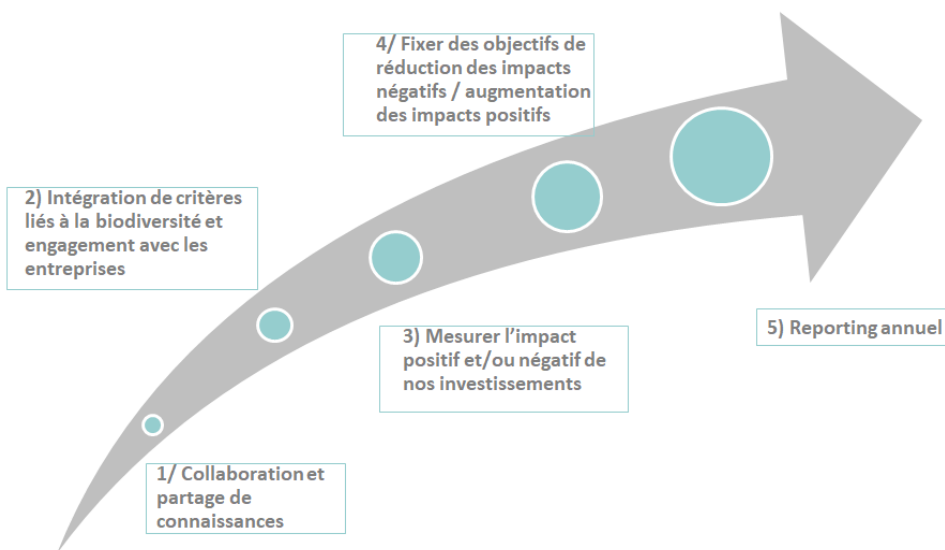 4/ Fixer des objectifs de
réduction des impacts
négatifs / augmentation
des impacts positifs
2) Intégration de critères
liés à la biodiversité et
engagement avec les
entreprises
3) Mesurer l’impact
positif et/ou négatif de
nos investissements
5) Reporting annuel
1/ Collaboration et
partage de
connaissances